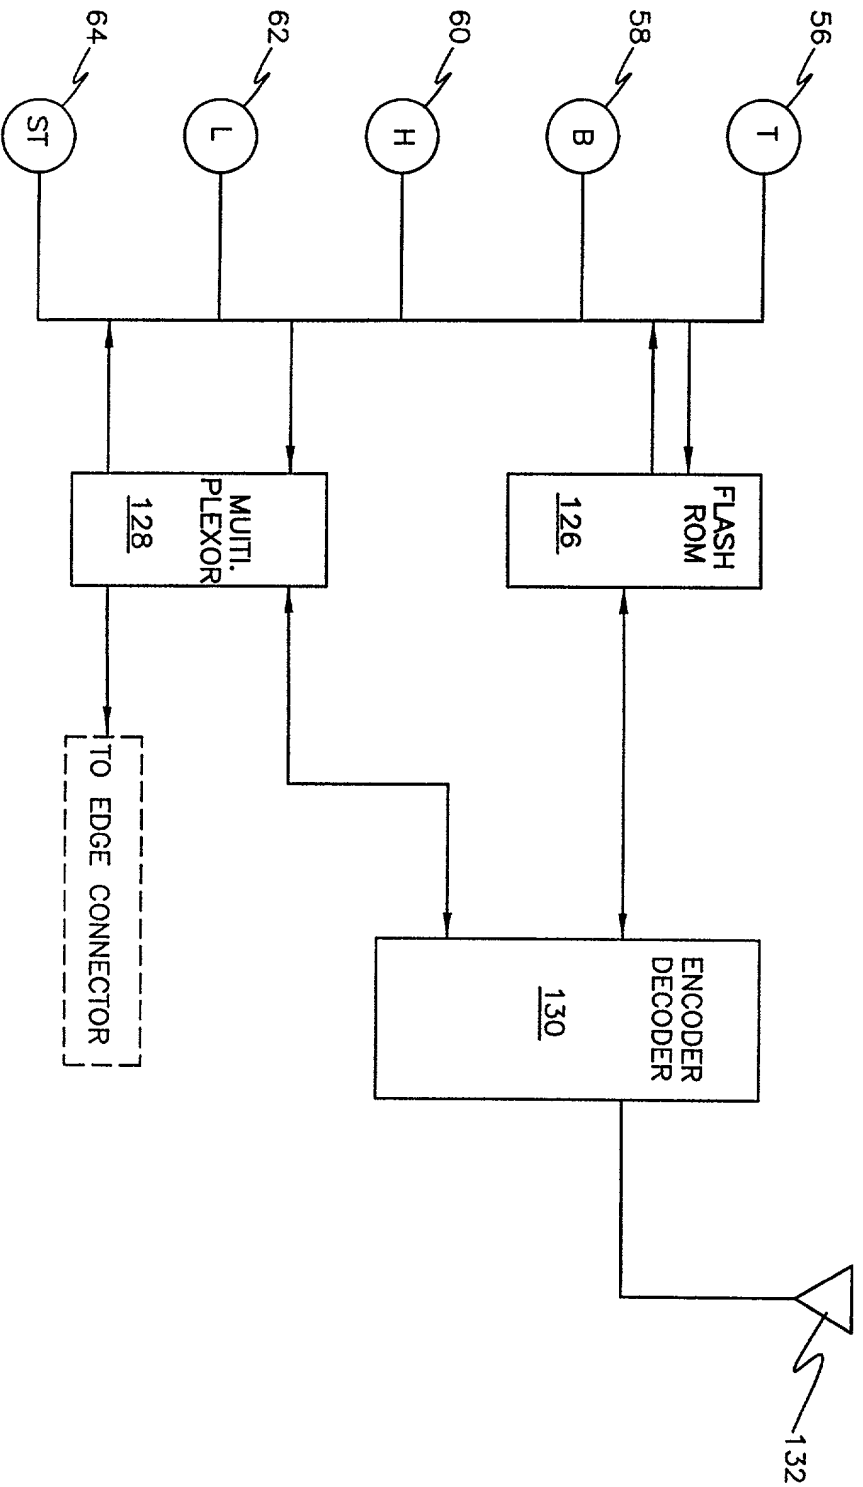 56
T
58
B
60
H
62
L
64
ST
FLASH
ROM
126
MUITI.
PLEXOR
128
TO EDGE CONNECTOR
ENCODER
DECODER
130
132